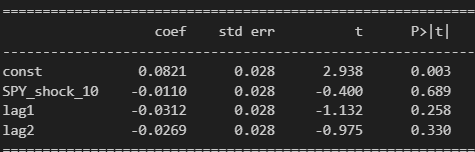 coef std err t P>|t|
const 0.0821 0.028 2.938 0.003
SPY_shock_10 -0.0110 0.028 -0.400 0.689
lag1 -0.0312 0.028 -1.132 0.258
lag2 -0.0269 0.028 -0.975 0.330